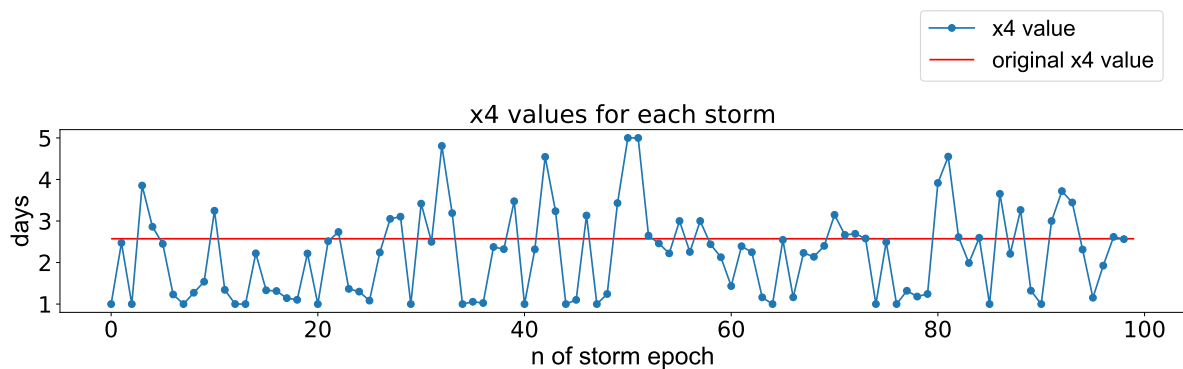 x4 value
original x4 value
x4 values for each storm
5
4
3
2
1
days
0 20 40 60 80 100
n of storm epoch